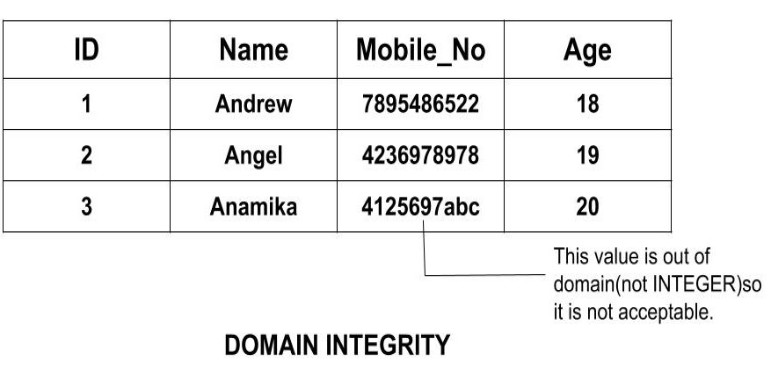 ID Name Mobile_No Age
1 Andrew 7895486522 18
2 Angel 4236978978 19
3 Anamika 4125697abc 20
This value is out of
domain(not INTEGER)so
it is not acceptable.
DOMAIN INTEGRITY